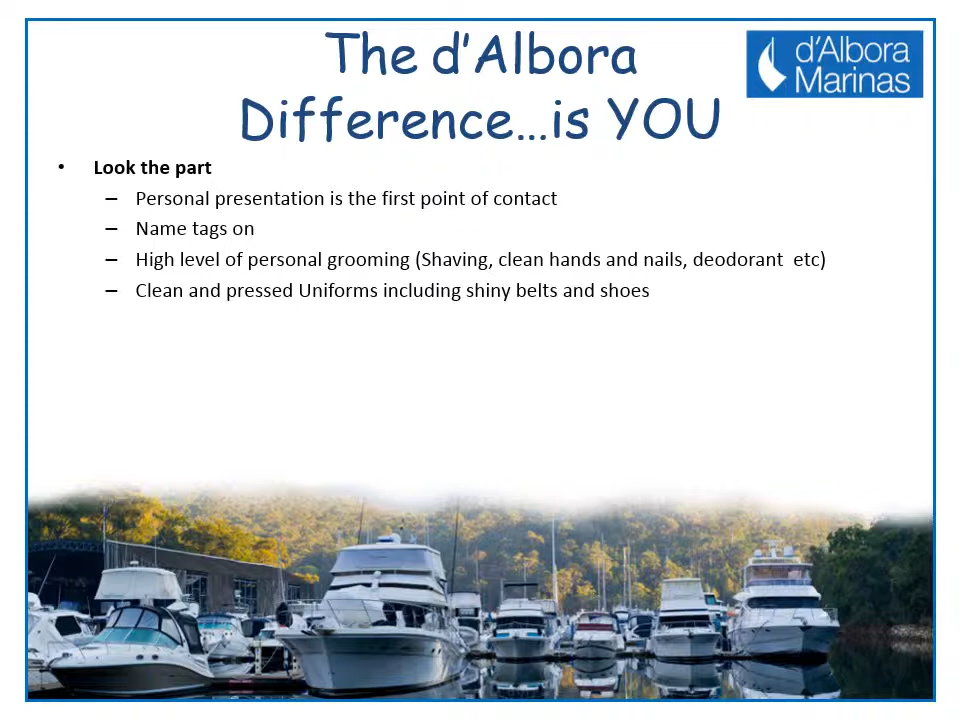 The d’Albora
Difference…is YOU
d’Albora
Marinas
• Look the part
– Personal presentation is the first point of contact
– Name tags on
– High level of personal grooming (Shaving, clean hands and nails, deodorant  etc)
– Clean and pressed Uniforms including shiny belts and shoes